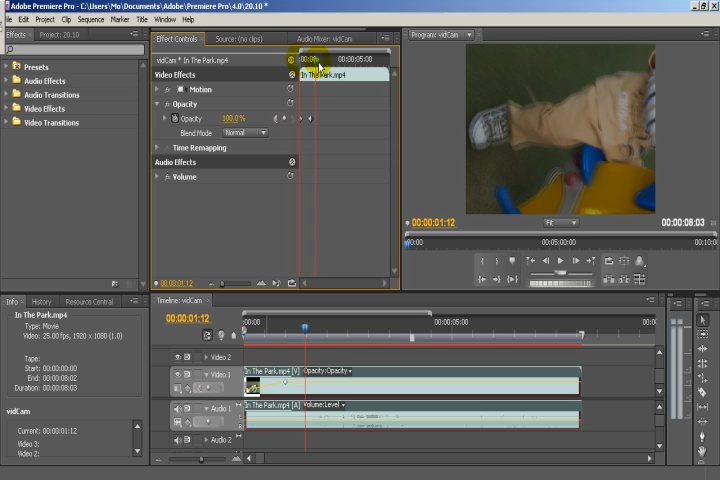 Adobe Premiere Pro - C:\Users\Mo\Documents\Adobe\Premiere Pro\4.0\20.10 *
File Edit Project Clip Sequence Marker Title Window Help
Effects Project: 20.10
Presets
Audio Effects
Audio Transitions
Video Effects
Video Transitions
Effect Controls Source: (no clips) Audio Mixer: vidCam
vidCam * In The Park.mp4
00:00:05:00
Video Effects
In The Park.mp4
fx Motion
fx Opacity
Opacity 100.0 %
Blend Mode Normal
Time Remapping
Audio Effects
fx Volume
00:00:01:12
Program: vidCam
00:00:01:12 Fit 00:00:08:03
00:00 00:05:00:00 00:10:0
Info History Resource Central
In The Park.mp4
Type: Movie
Video: 25.00 fps, 1920 x 1080 (1.0)
Tape:
Start: 00:00:00:00
End: 00:00:08:02
Duration: 00:00:08:03
vidCam
Current: 00:00:01:12
Video 3:
Video 2:
Timeline: vidCam
00:00:01:12
:00:00 00:00:05:00 00:0
Video 2
Video 1
In The Park.mp4 [V] Opacity:Opacity
Audio 1
In The Park.mp4 [A] Volume:Level
Audio 2